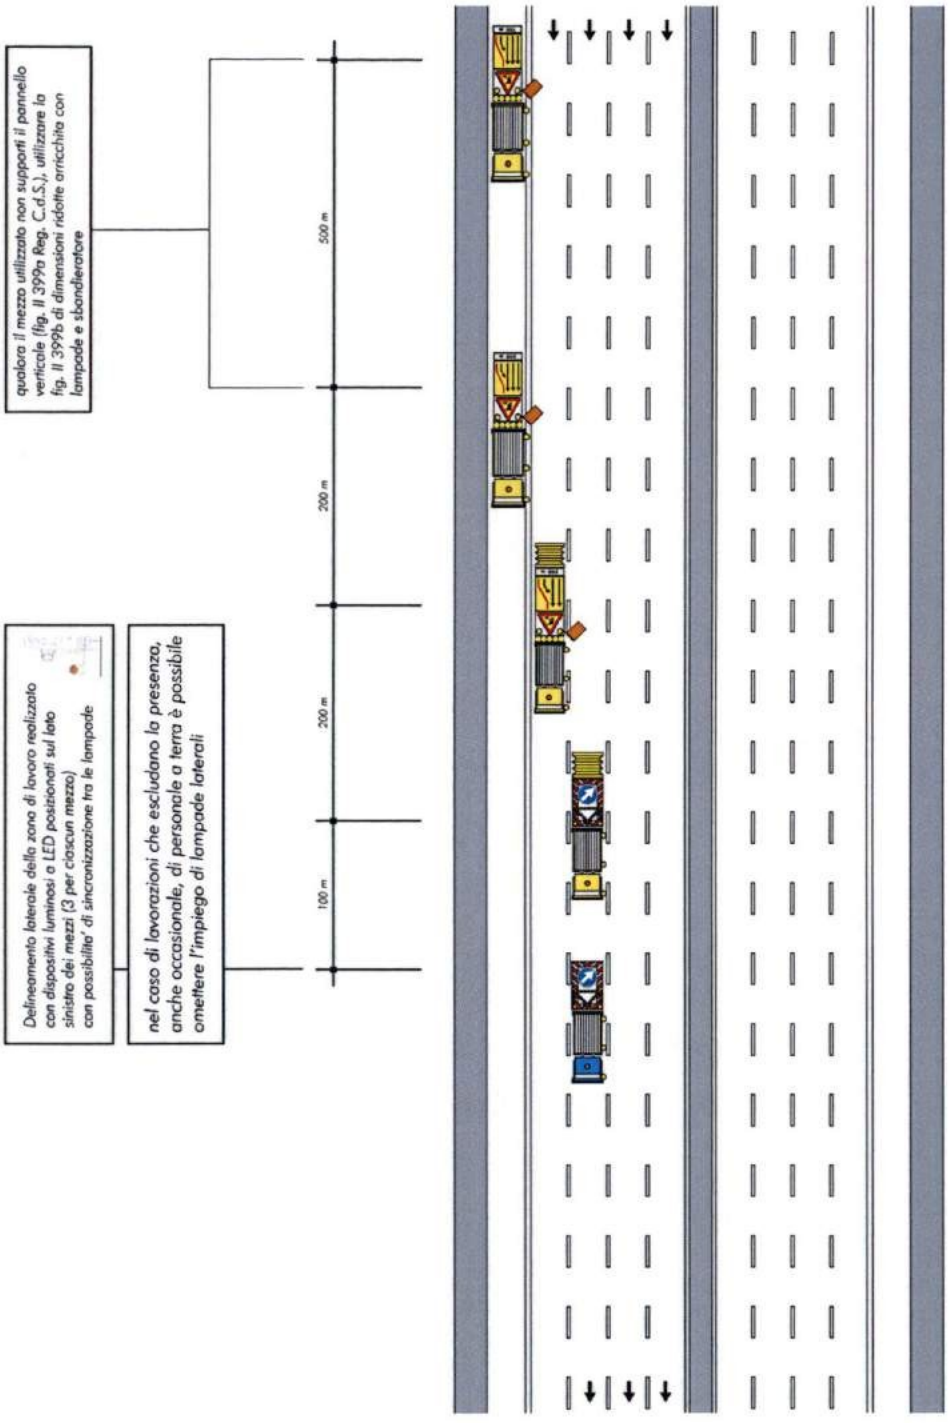 qualora il mezzo utilizzato non supporti il pannello
verticale (fig. II 399a Reg. C.d.S.), utilizzare la
fig. II 399b di dimensioni ridotte arricchita con
lampade e sbandieratore
500 m
200 m
200 m
100 m
Delineamento laterale della zona di lavoro realizzato
con dispositivi luminosi a LED posizionati sul lato
sinistro dei mezzi (3 per ciascun mezzo)
con possibilita' di sincronizzazione tra le lampade
nel caso di lavorazioni che escludano la presenza,
anche occasionale, di personale a terra è possibile
omettere l'impiego di lampade laterali